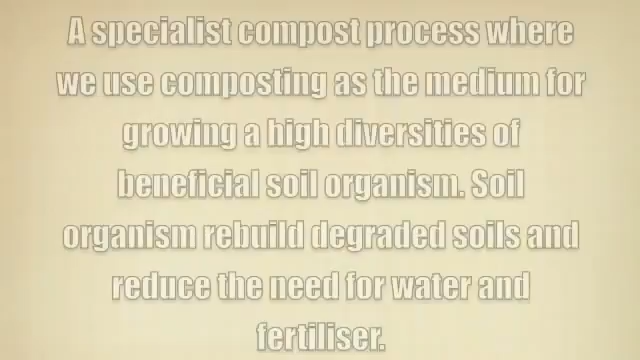 A specialist compost process where
we use composting as the medium for
growing a high diversities of
beneficial soil organism. Soil
organism rebuild degraded soils and
reduce the need for water and
fertiliser.